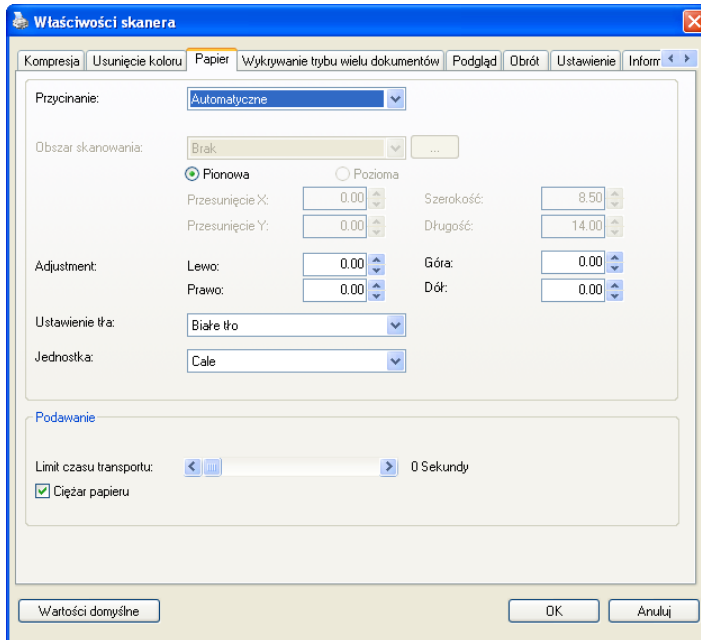 Właściwości skanera
Kompresja Usunięcie koloru Papier Wykrywanie trybu wielu dokumentów Podgląd Obrót Ustawienie Inform
Przycinanie: Automatyczne
Obszar skanowania: Brak ...
Pionowa Pozioma
Przesunięcie X: 0.00 Szerokość: 8.50
Przesunięcie Y: 0.00 Długość: 14.00
Adjustment: Lewo: 0.00 Góra: 0.00
Prawo: 0.00 Dół: 0.00
Ustawienie tła: Białe tło
Jednostka: Cale
Podawanie
Limit czasu transportu: 0 Sekundy
Ciężar papieru
Wartości domyślne OK Anuluj